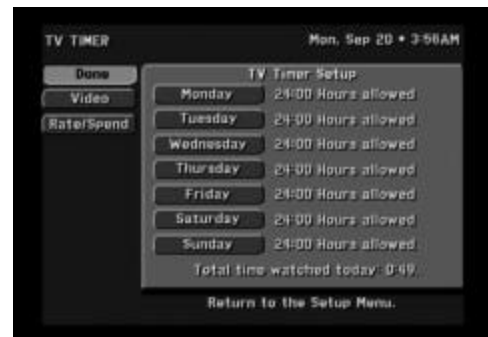 TV TIMER
Mon, Sep 20 • 3:56AM
Done
Video
Rate/Spend
TV Timer Setup
Monday 24:00 Hours allowed
Tuesday 24:00 Hours allowed
Wednesday 24:00 Hours allowed
Thursday 24:00 Hours allowed
Friday 24:00 Hours allowed
Saturday 24:00 Hours allowed
Sunday 24:00 Hours allowed
Total time watched today: 0:49.
Return to the Setup Menu.